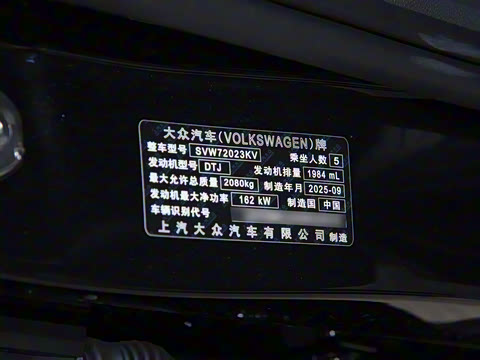 大众汽车(VOLKSWAGEN)牌
整车型号 SVW72023KV 乘坐人数 5
发动机型号 DTJ 发动机排量 1984 mL
最大允许总质量 2080kg 制造年月 2025-09
发动机最大净功率 162 kW 制造国 中国
车辆识别代号
上汽大众汽车有限公司 制造